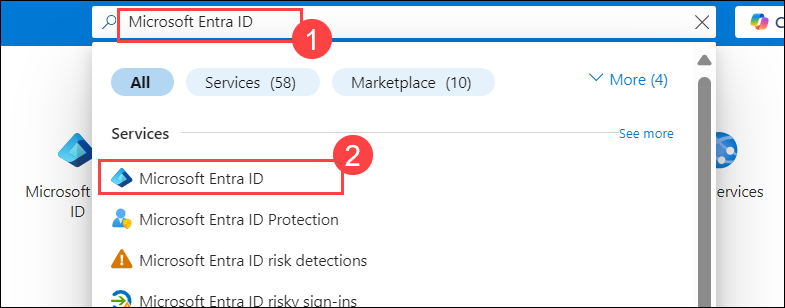 Microsoft Entra ID
1
C
All
Services (58)
Marketplace (10)
More (4)
Services
See more
2
Microsoft Entra ID
Microsoft Entra ID Protection
Microsoft Entra ID risk detections
Microsoft Entra ID risky sign-ins
Microsoft
ID
ervices